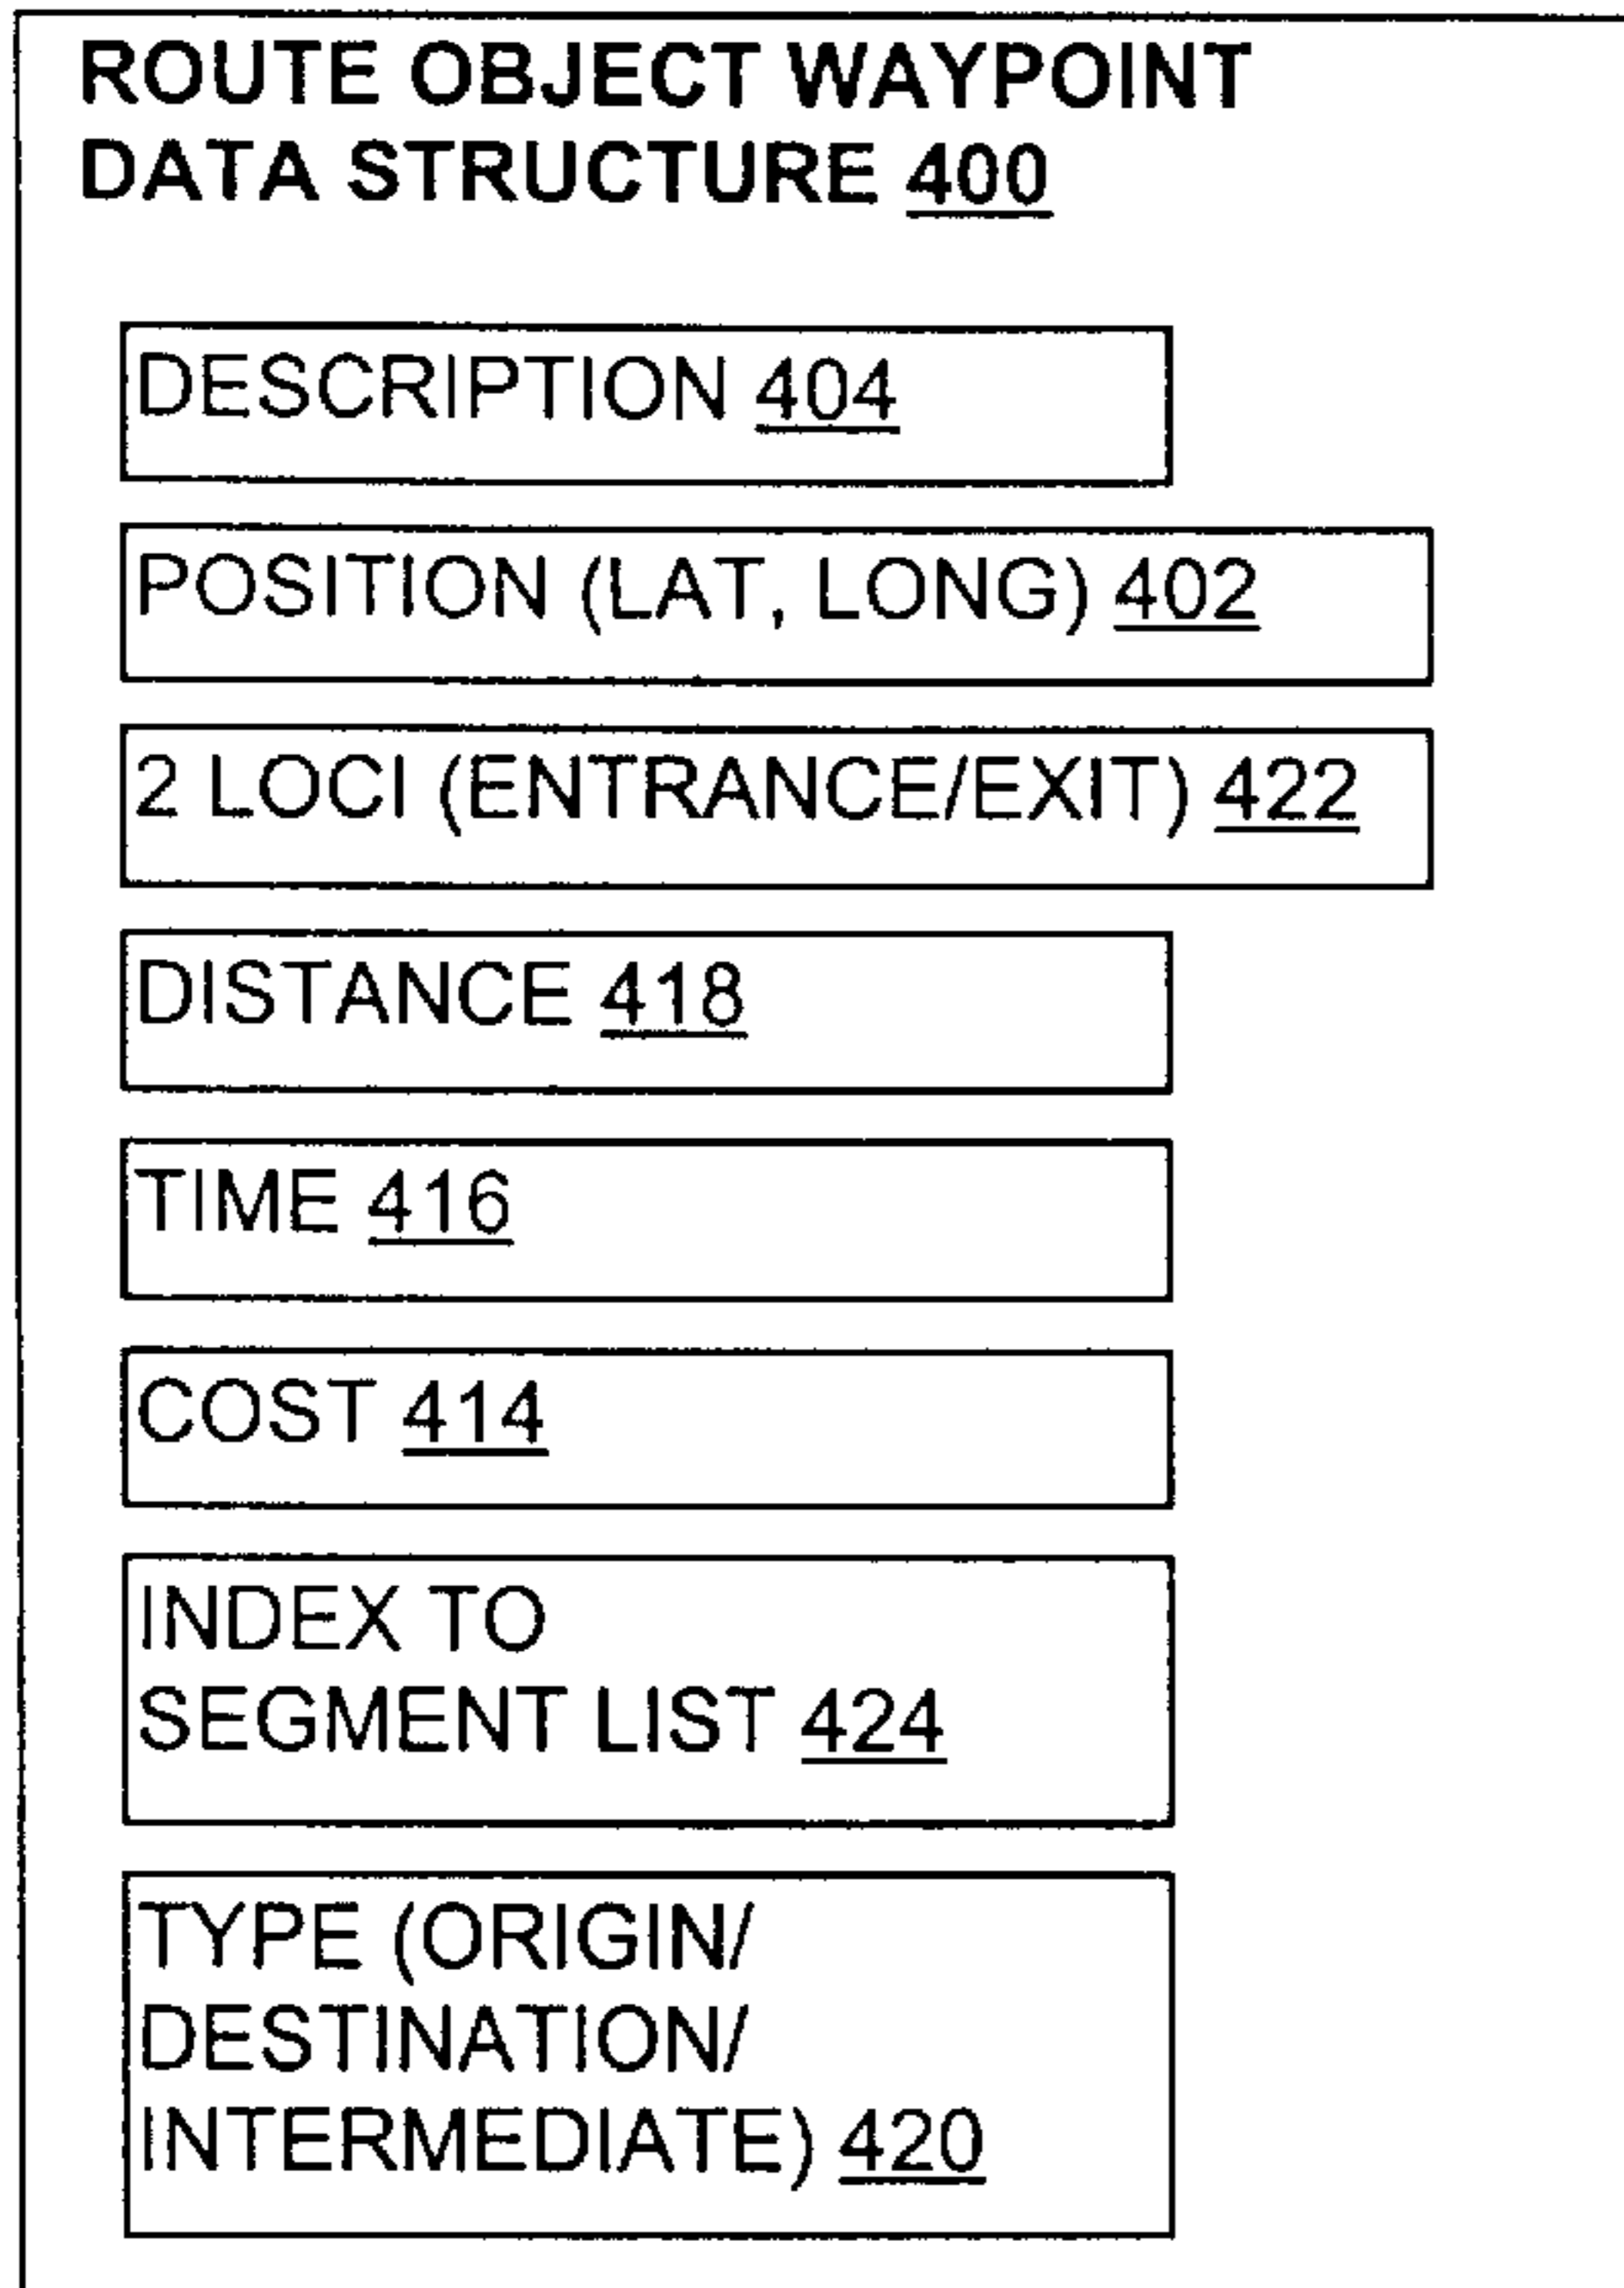 ROUTE OBJECT WAYPOINT
DATA STRUCTURE 400
DESCRIPTION 404
POSITION (LAT, LONG) 402
2 LOCI (ENTRANCE/EXIT) 422
DISTANCE 418
TIME 416
COST 414
INDEX TO
SEGMENT LIST 424
TYPE (ORIGIN/
DESTINATION/
INTERMEDIATE) 420